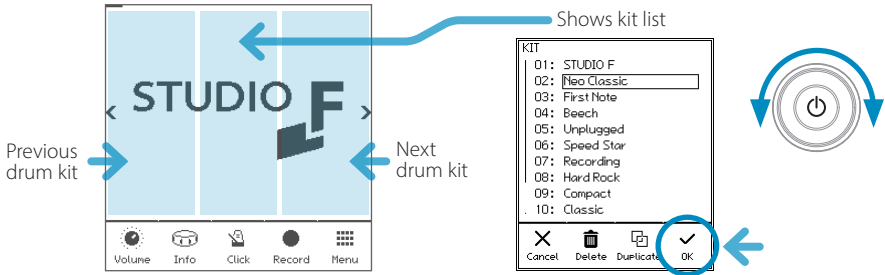 Shows kit list
STUDIO F
Previous
drum kit
Next
drum kit
Volume Info Click Record Menu
KIT
01: STUDIO F
02: Neo Classic
03: First Note
04: Beech
05: Unplugged
06: Speed Star
07: Recording
08: Hard Rock
09: Compact
10: Classic
Cancel Delete Duplicate OK